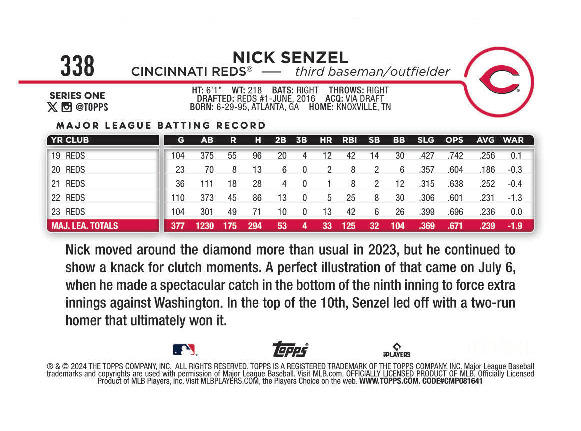 338
NICK SENZEL
CINCINNATI REDS® — third baseman/outfielder
SERIES ONE
@TOPPS
HT: 6'1" WT: 218 BATS: RIGHT THROWS: RIGHT
DRAFTED: REDS #1-JUNE, 2016 ACQ: VIA DRAFT
BORN: 6-29-95, ATLANTA, GA HOME: KNOXVILLE, TN
C
MAJOR LEAGUE BATTING RECORD
YR CLUB G AB R H 2B 3B HR RBI SB BB SLG OPS AVG WAR
19 REDS 104 375 55 96 20 4 12 42 14 30 .427 .742 .256 0.1
20 REDS 23 70 8 13 6 0 2 8 2 6 .357 .604 .186 -0.3
21 REDS 36 111 18 28 4 0 1 8 2 12 .315 .638 .252 -0.4
22 REDS 110 373 45 86 13 0 5 25 8 30 .306 .601 .231 -1.3
23 REDS 104 301 49 71 10 0 13 42 6 26 .399 .696 .236 0.0
MAJ. LEA. TOTALS 377 1230 175 294 53 4 33 125 32 104 .369 .671 .239 -1.9
Nick moved around the diamond more than usual in 2023, but he continued to
show a knack for clutch moments. A perfect illustration of that came on July 6,
when he made a spectacular catch in the bottom of the ninth inning to force extra
innings against Washington. In the top of the 10th, Senzel led off with a two-run
homer that ultimately won it.
Topps
MLBPLAYERS
® & © 2024 THE TOPPS COMPANY, INC. ALL RIGHTS RESERVED. TOPPS IS A REGISTERED TRADEMARK OF THE TOPPS COMPANY, INC. Major League Baseball
trademarks and copyrights are used with permission of Major League Baseball. Visit MLB.com. OFFICIALLY LICENSED PRODUCT OF MLB. Officially Licensed
Product of MLB Players, Inc. Visit MLBPLAYERS.COM, the Players Choice on the web. WWW.TOPPS.COM. CODE#CMP081641